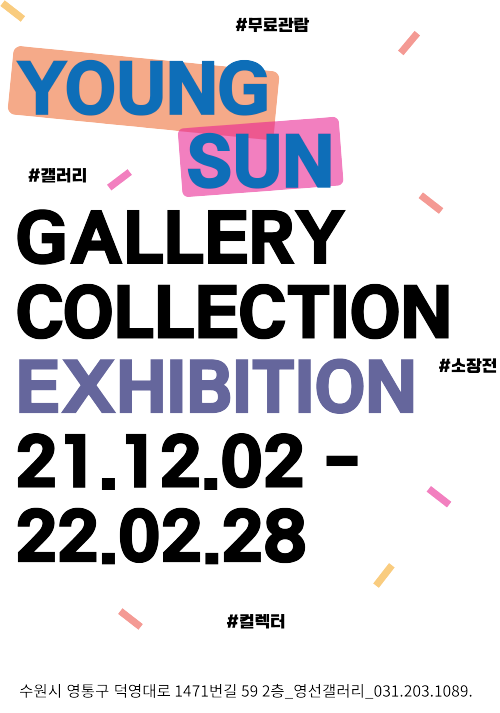 #무료관람
YOUNG
SUN
#갤러리
GALLERY
COLLECTION
EXHIBITION
#소장전
21.12.02 -
22.02.28
#컬렉터
수원시 영통구 덕영대로 1471번길 59 2층_영선갤러리_031.203.1089.